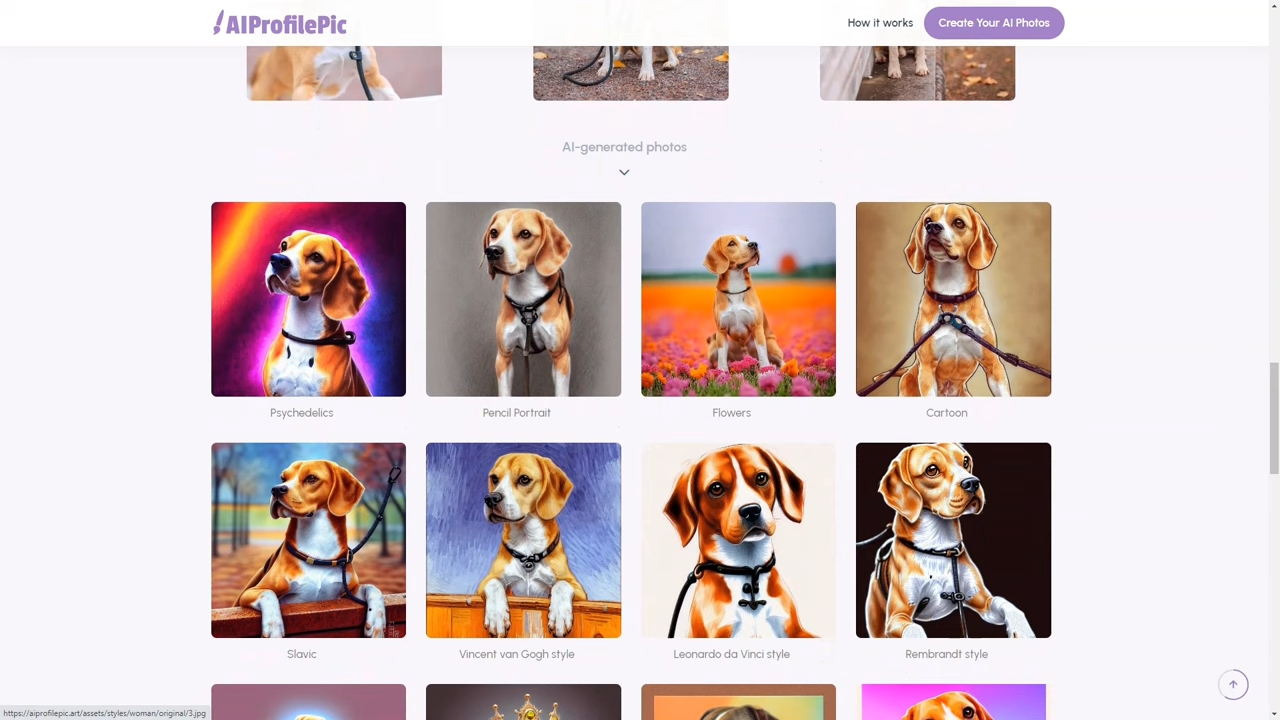 AIProfilePic
How it works
Create Your AI Photos
AI-generated photos
Psychedelics
Pencil Portrait
Flowers
Cartoon
Slavic
Vincent van Gogh style
Leonardo da Vinci style
Rembrandt style
https://aiprofilepic.art/assets/styles/woman/original/3.jpg